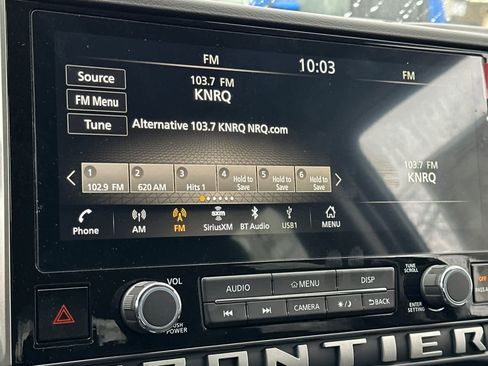 FM 10:03 FM
Source 103.7 FM
KNRQ
FM Menu
Tune Alternative 103.7 KNRQ NRQ.com
103.7 FM
KNRQ
1 2 3 4 5 6
102.9 FM 620 AM Hits 1 Hold to Save Hold to Save Hold to Save
Phone AM FM SiriusXM BT Audio USB1 MENU
sxm
VOL
PUSH POWER
AUDIO MENU DISP
CAMERA BACK
TUNE SCROLL
ENTER SETTING
OFF
PASS A
FRONTIER